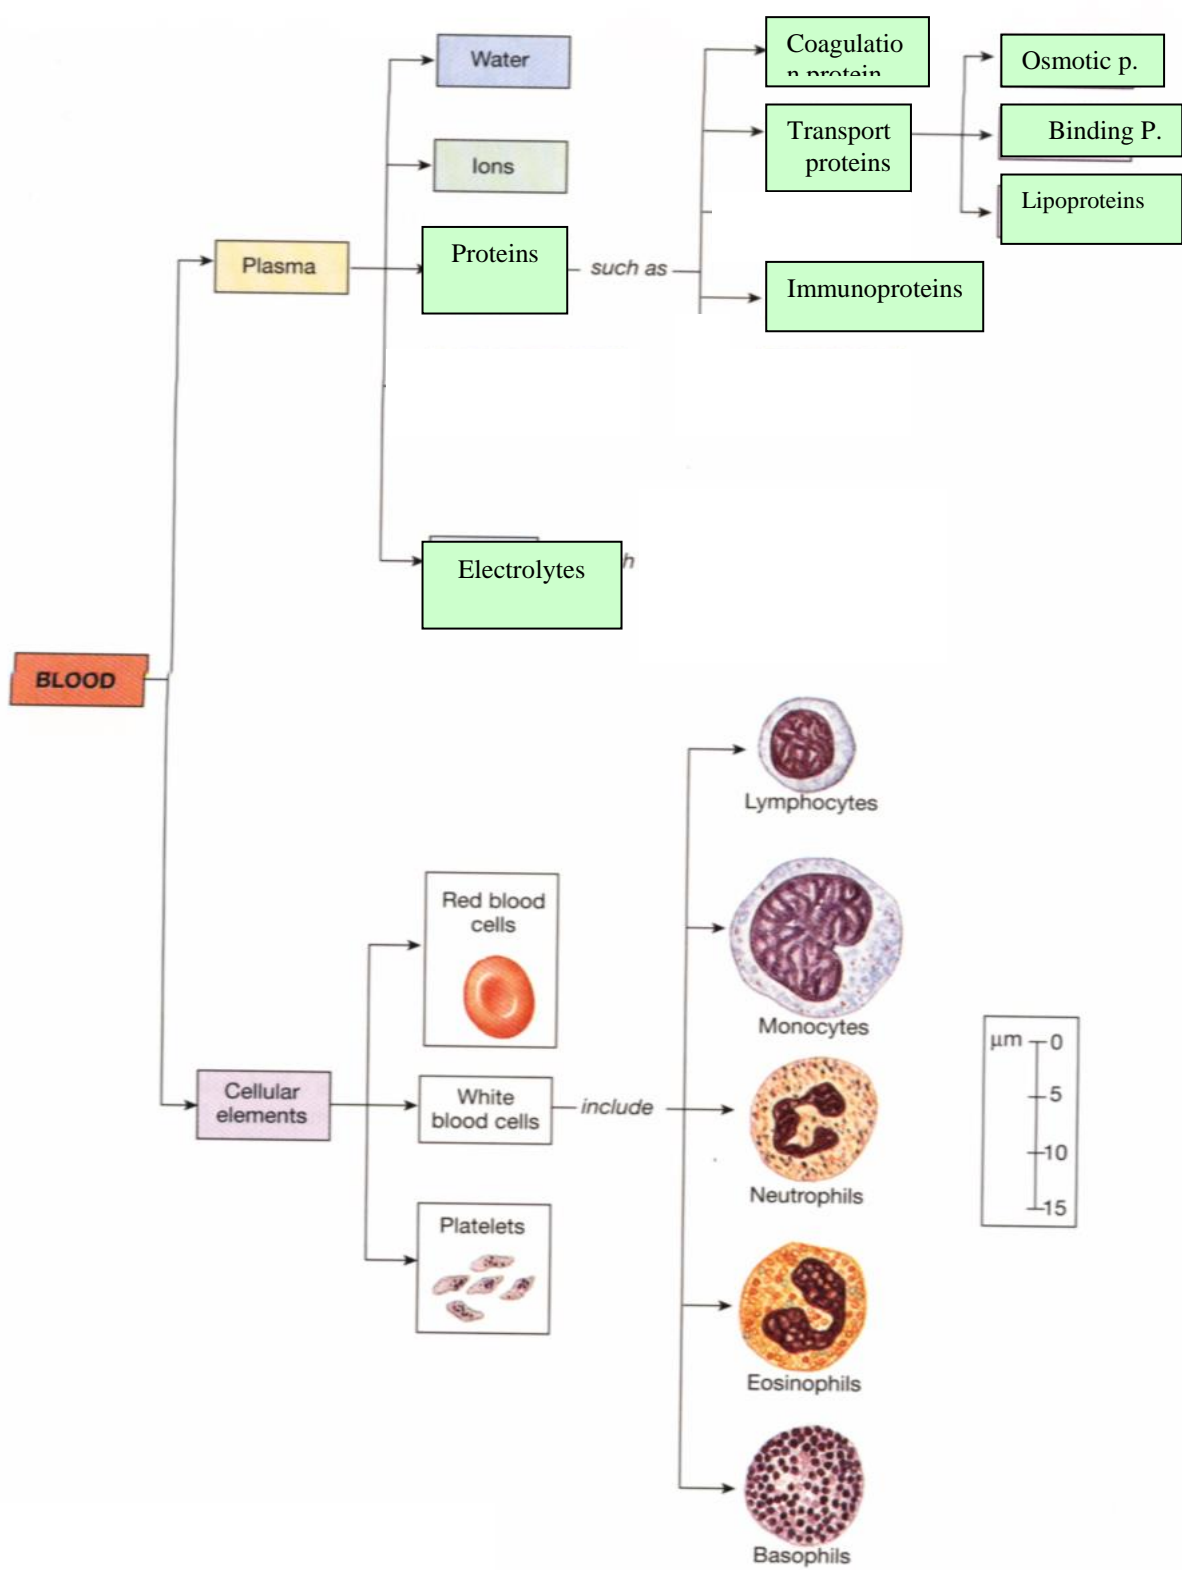 Water
Ions
Proteins
such as
Coagulatio
n protein
Transport
proteins
Osmotic p.
Binding P.
Lipoproteins
Immunoproteins
Plasma
Electrolytes
h
BLOOD
Cellular
elements
Red blood
cells
White
blood cells
include
Platelets
Lymphocytes
Monocytes
Neutrophils
Eosinophils
Basophils
µm 0
5
10
15